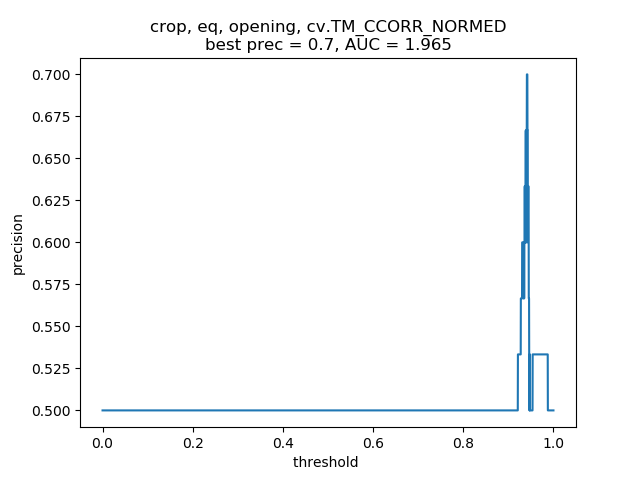 crop, eq, opening, cv.TM_CCORR_NORMED
best prec = 0.7, AUC = 1.965
0.700
0.675
0.650
0.625
0.600
0.575
0.550
0.525
0.500
precision
0.0 0.2 0.4 0.6 0.8 1.0
threshold